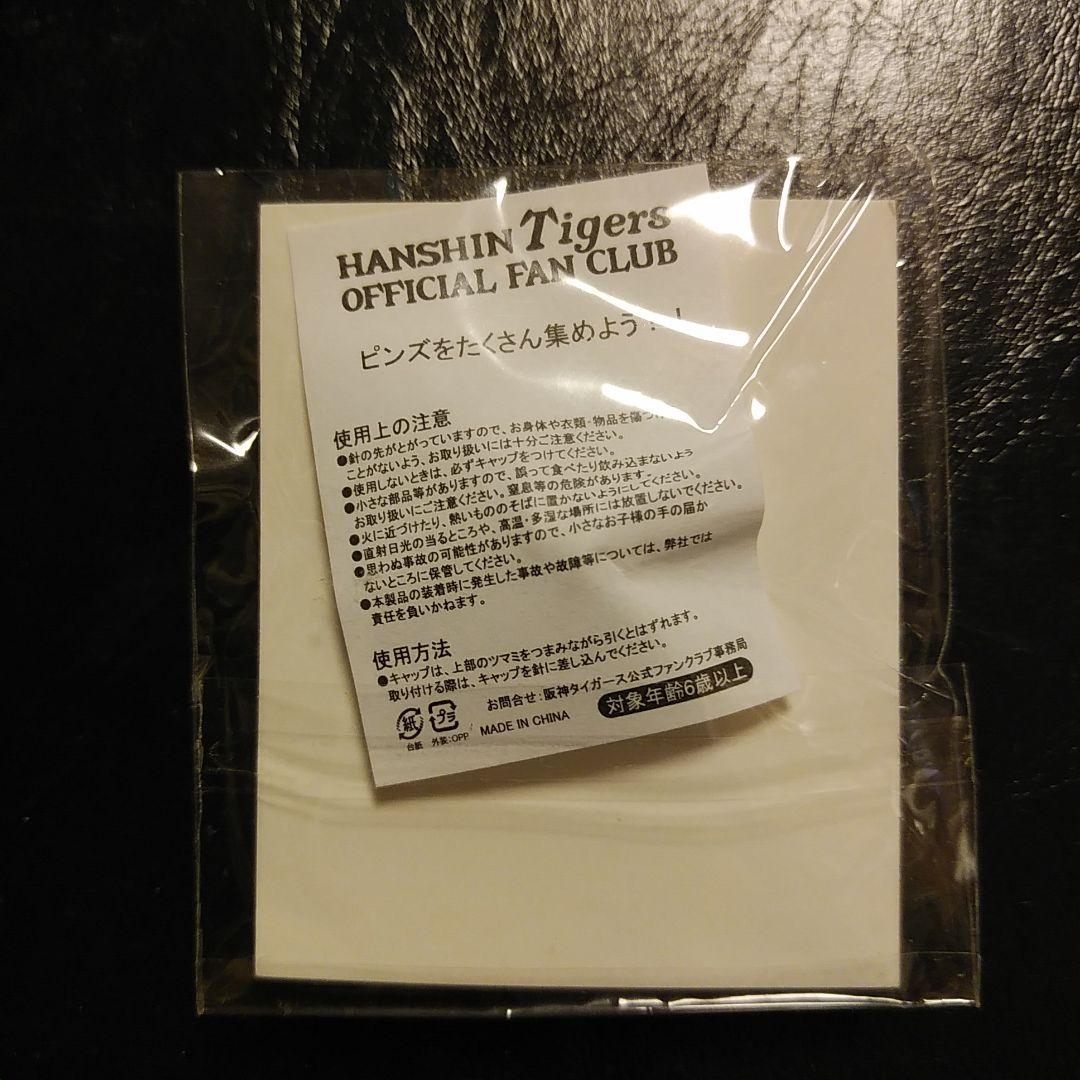 HANSHIN Tigers
OFFICIAL FAN CLUB
ピンズをたくさん集めよう！！
使用上の注意
●針の先がとがっていますので、お身体や衣類・物品を傷つけ
ことがないよう、お取り扱いには十分ご注意ください。
●使用しないときは、必ずキャップをつけてください。
●小さな部品等がありますので、誤って食べたり飲み込まないよう
お取り扱いにご注意ください。窒息等の危険があります。
●火に近づけたり、熱いもののそばに置かないようにしてください。
●直射日光の当るところや、高温・多湿な場所には放置しないでください。
●思わぬ事故の可能性がありますので、小さなお子様の手の届か
ないところに保管してください。
●本製品の装着時に発生した事故や故障等については、弊社では
責任を負いかねます。
使用方法
●キャップは、上部のツマミをつまみながら引くとはずれます。
取り付ける際は、キャップを針に差し込んでください。
お問合せ:阪神タイガース公式ファンクラブ事務局
紙 プラ
台紙 外装:OPP MADE IN CHINA 対象年齢6歳以上